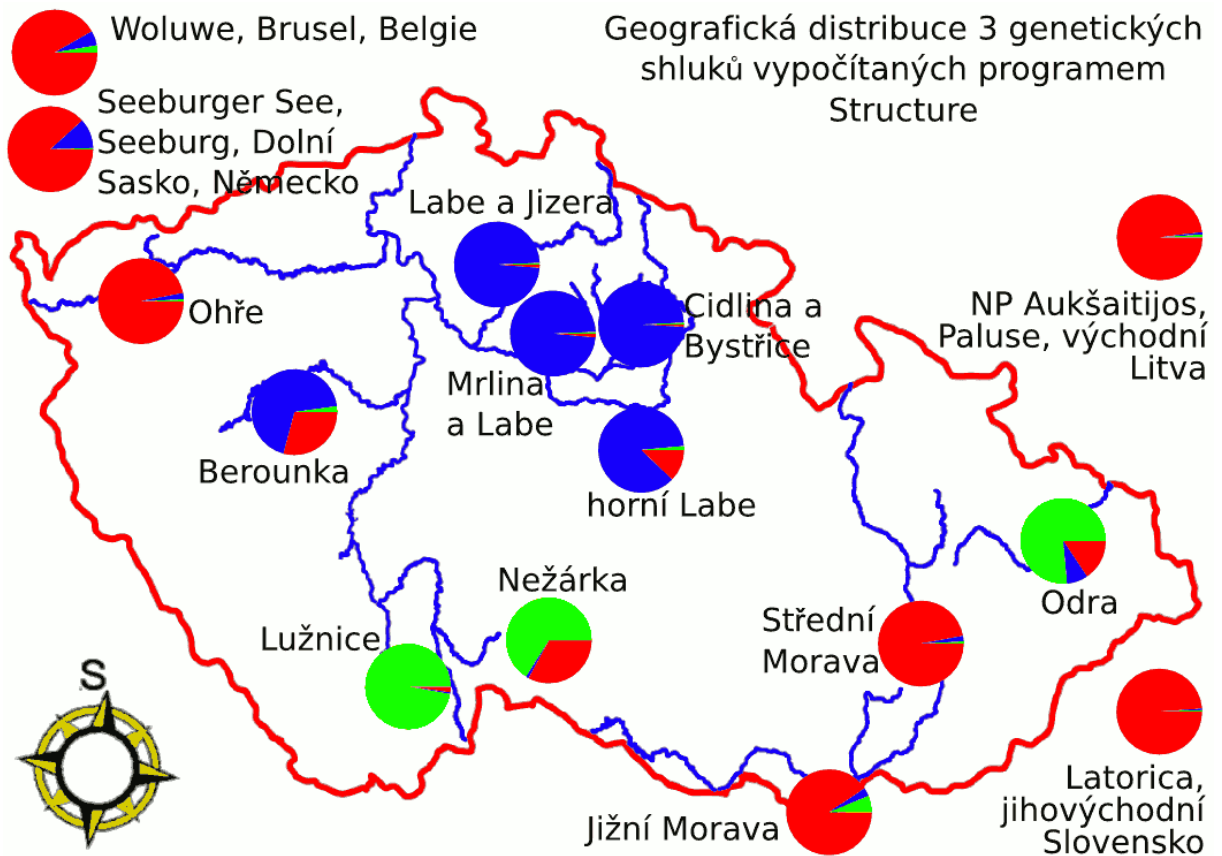 Woluwe, Brusel, Belgie
Geografická distribuce 3 genetických
shluků vypočítaných programem
Structure
Seeburger See,
Seeburg, Dolní
Sasko, Německo
Labe a Jizera
Ohře
Cidlina a
Bystřice
NP Aukšaitijos,
Paluse, východní
Litva
Mrlina
a Labe
Berounka
horní Labe
Nežárka
Odra
Lužnice
Střední
Morava
S
Latorica,
jihovýchodní
Slovensko
Jižní Morava